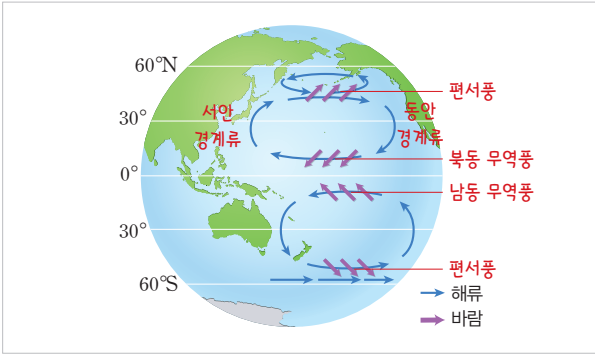 60°N
30°
0°
30°
60°S
서안
경계류
동안
경계류
편서풍
북동 무역풍
남동 무역풍
편서풍
해류
바람